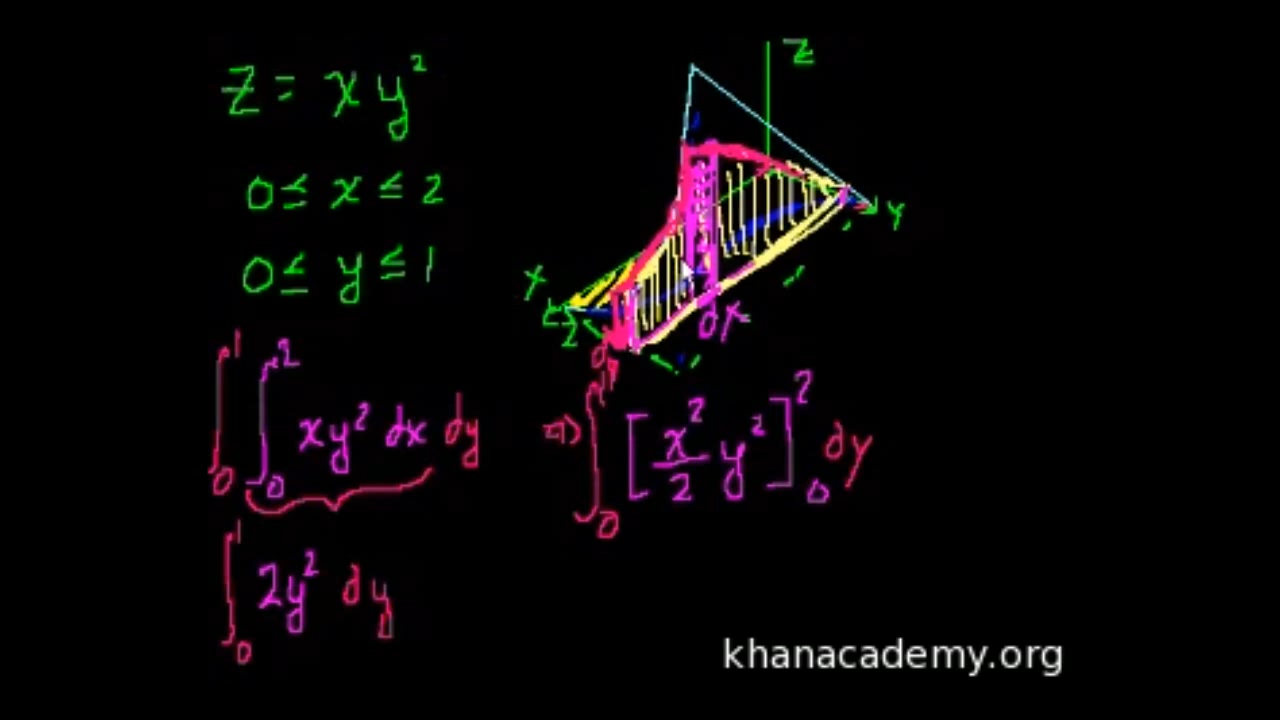 z = xy²
0 ≤ x ≤ 2
0 ≤ y ≤ 1
z
y
x
2
dx
dy
∫₀¹ ∫₀² xy² dx dy ⇒ ∫₀¹ [x²/2 y²]₀² dy
∫₀¹ 2y² dy
khanacademy.org